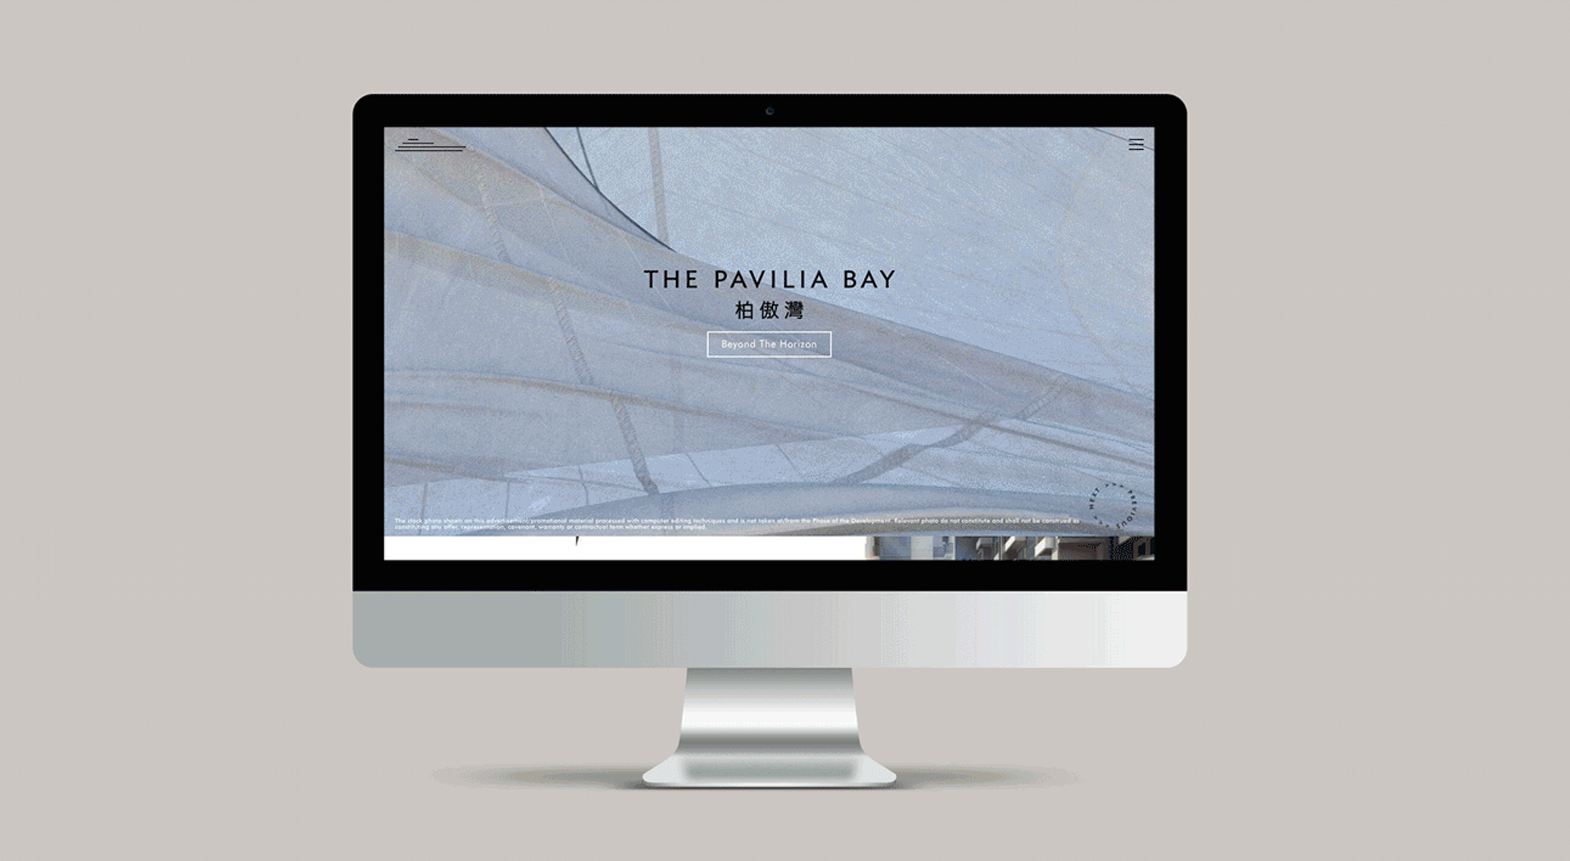 THE PAVILIA BAY
柏傲灣
Beyond The Horizon
NEXT
PREVIOUS
The stock photo shown on this advertisement/promotional material processed with computer editing techniques and is not taken at/from the Phase of the Development. Relevant photo do not constitute and shall not be construed as
constituting any offer, representation, covenant, warranty or contractual term whether express or implied.